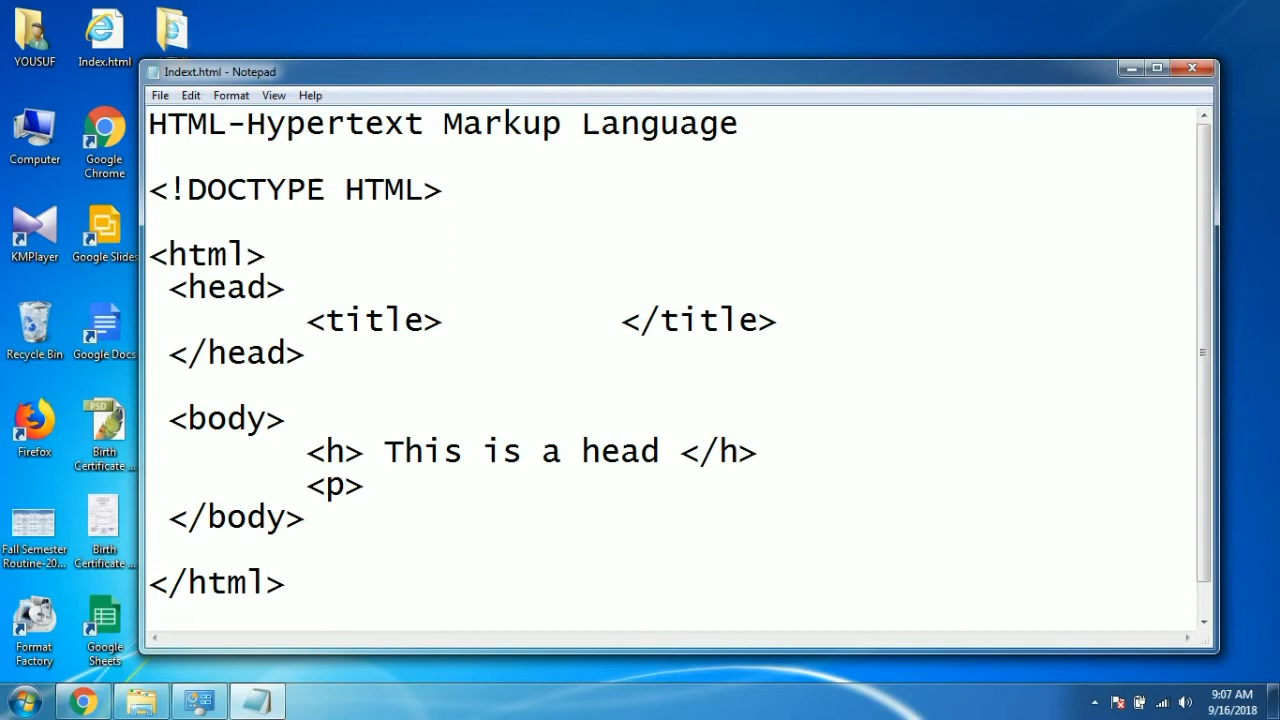 YOUSUF
Index.html
Computer
Google
Chrome
KMPlayer
Google Slides
Recycle Bin
Google Docs
Firefox
PSD
Birth
Certificate ...
Fall Semester
Routine-20...
Birth
Certificate ...
Format
Factory
Google
Sheets
Indext.html - Notepad
File Edit Format View Help
HTML-Hypertext Markup Language
<!DOCTYPE HTML>
<html>
<head>
<title> </title>
</head>
<body>
<h> This is a head </h>
<p>
</body>
</html>
9:07 AM
9/16/2018